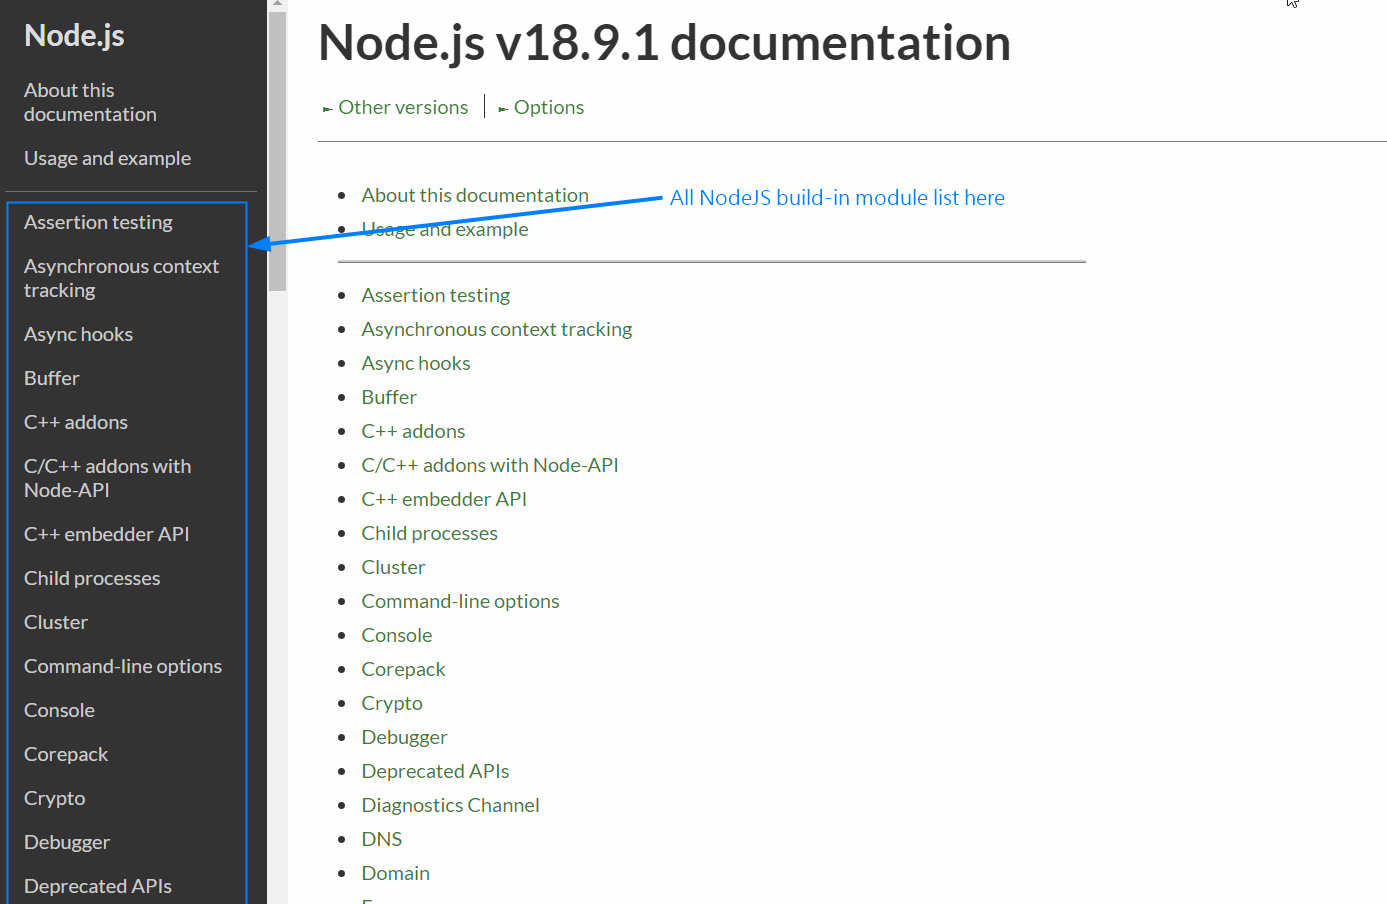 Node.js
About this
documentation
Usage and example
Assertion testing
Asynchronous context
tracking
Async hooks
Buffer
C++ addons
C/C++ addons with
Node-API
C++ embedder API
Child processes
Cluster
Command-line options
Console
Corepack
Crypto
Debugger
Deprecated APIs
Node.js v18.9.1 documentation
► Other versions
► Options
About this documentation
All NodeJS build-in module list here
Usage and example
Assertion testing
Asynchronous context tracking
Async hooks
Buffer
C++ addons
C/C++ addons with Node-API
C++ embedder API
Child processes
Cluster
Command-line options
Console
Corepack
Crypto
Debugger
Deprecated APIs
Diagnostics Channel
DNS
Domain